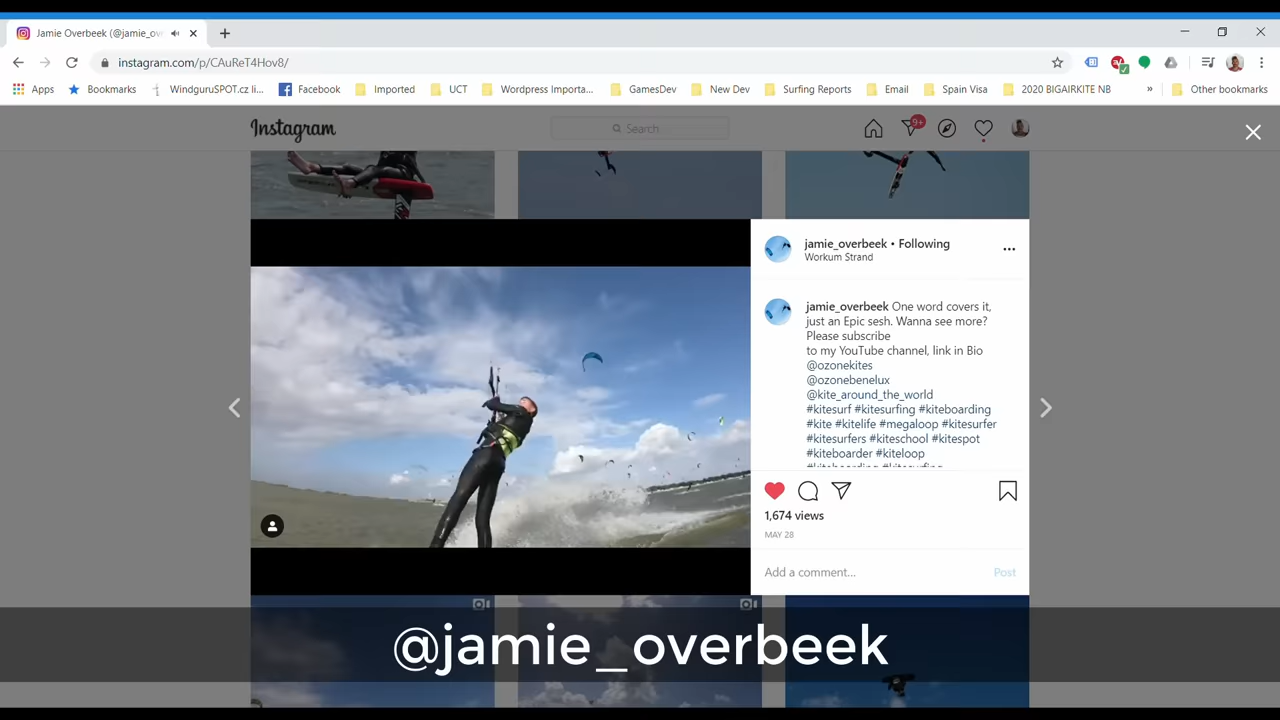 Jamie Overbeek (@jamie_ov
instagram.com/p/CAuReT4Hov8/
Apps
Bookmarks
WindguruSPOT.cz li...
Facebook
Imported
UCT
Wordpress Importa...
GamesDev
New Dev
Surfing Reports
Email
Spain Visa
2020 BIGAIRKITE NB
»
Other bookmarks
Instagram
Search
9+
jamie_overbeek • Following
Workum Strand
jamie_overbeek One word covers it,
just an Epic sesh. Wanna see more?
Please subscribe
to my YouTube channel, link in Bio
@ozonekites
@ozonebenelux
@kite_around_the_world
#kitesurf #kitesurfing #kiteboarding
#kite #kitelife #megaloop #kitesurfer
#kitesurfers #kiteschool #kitespot
#kiteboarder #kiteloop
#kiteboarding #kitesurfing
1,674 views
MAY 28
Add a comment...
Post
@jamie_overbeek